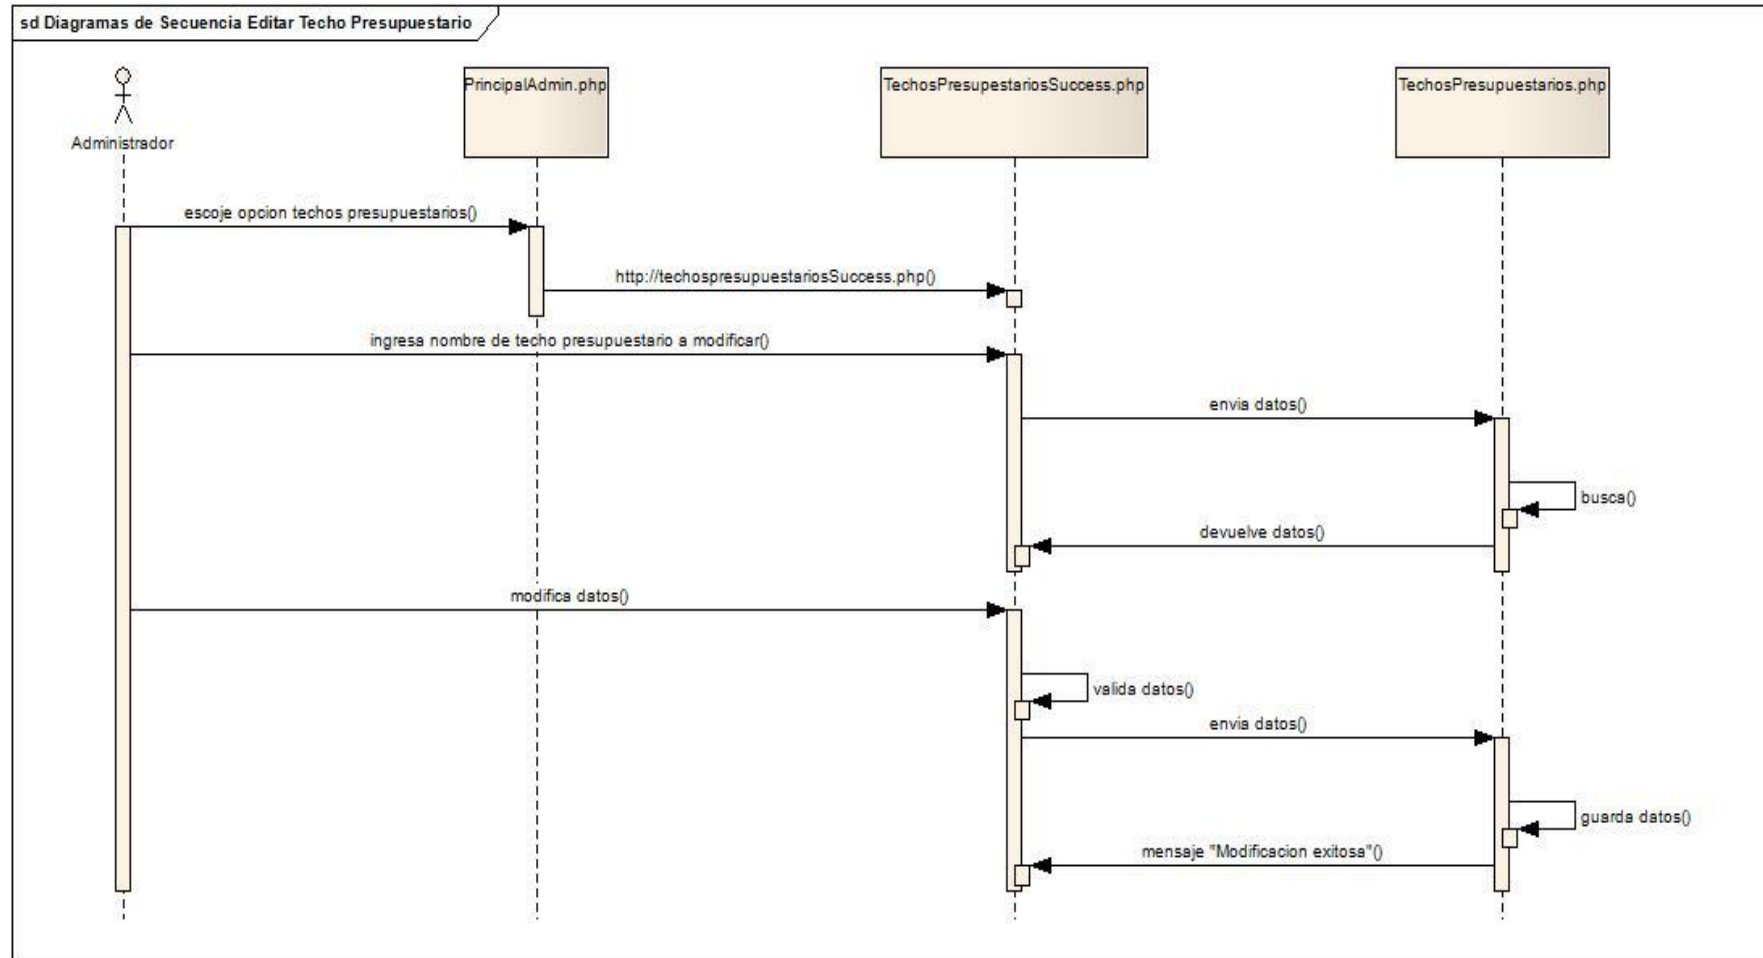 sd Diagramas de Secuencia Editar Techo Presupuestario
Administrador
PrincipalAdmin.php
TechosPresupestariosSuccess.php
TechosPresupuestarios.php
escoje opcion techos presupuestarios()
http://techospresupuestariosSuccess.php()
ingresa nombre de techo presupuestario a modificar()
envia datos()
busca()
devuelve datos()
modifica datos()
valida datos()
envia datos()
guarda datos()
mensaje "Modificacion exitosa"()